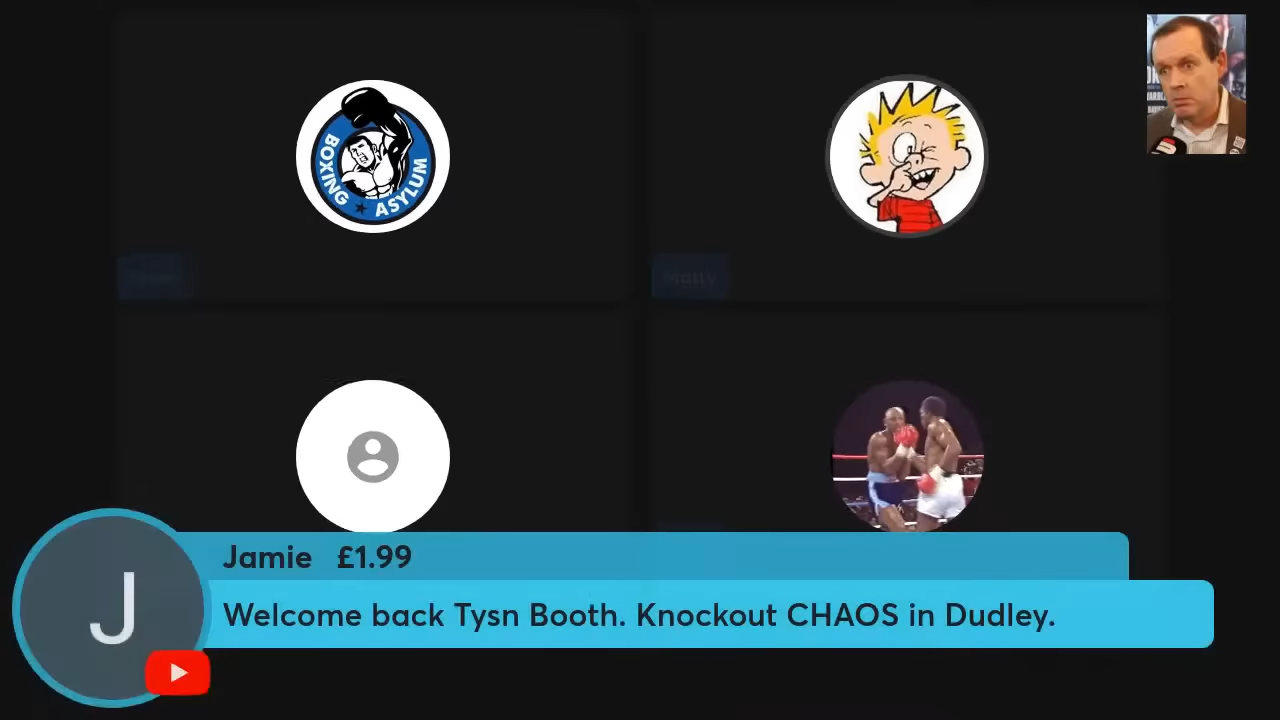 BOXING ★ ASYLUM
Jamie £1.99
Welcome back Tysn Booth. Knockout CHAOS in Dudley.
J